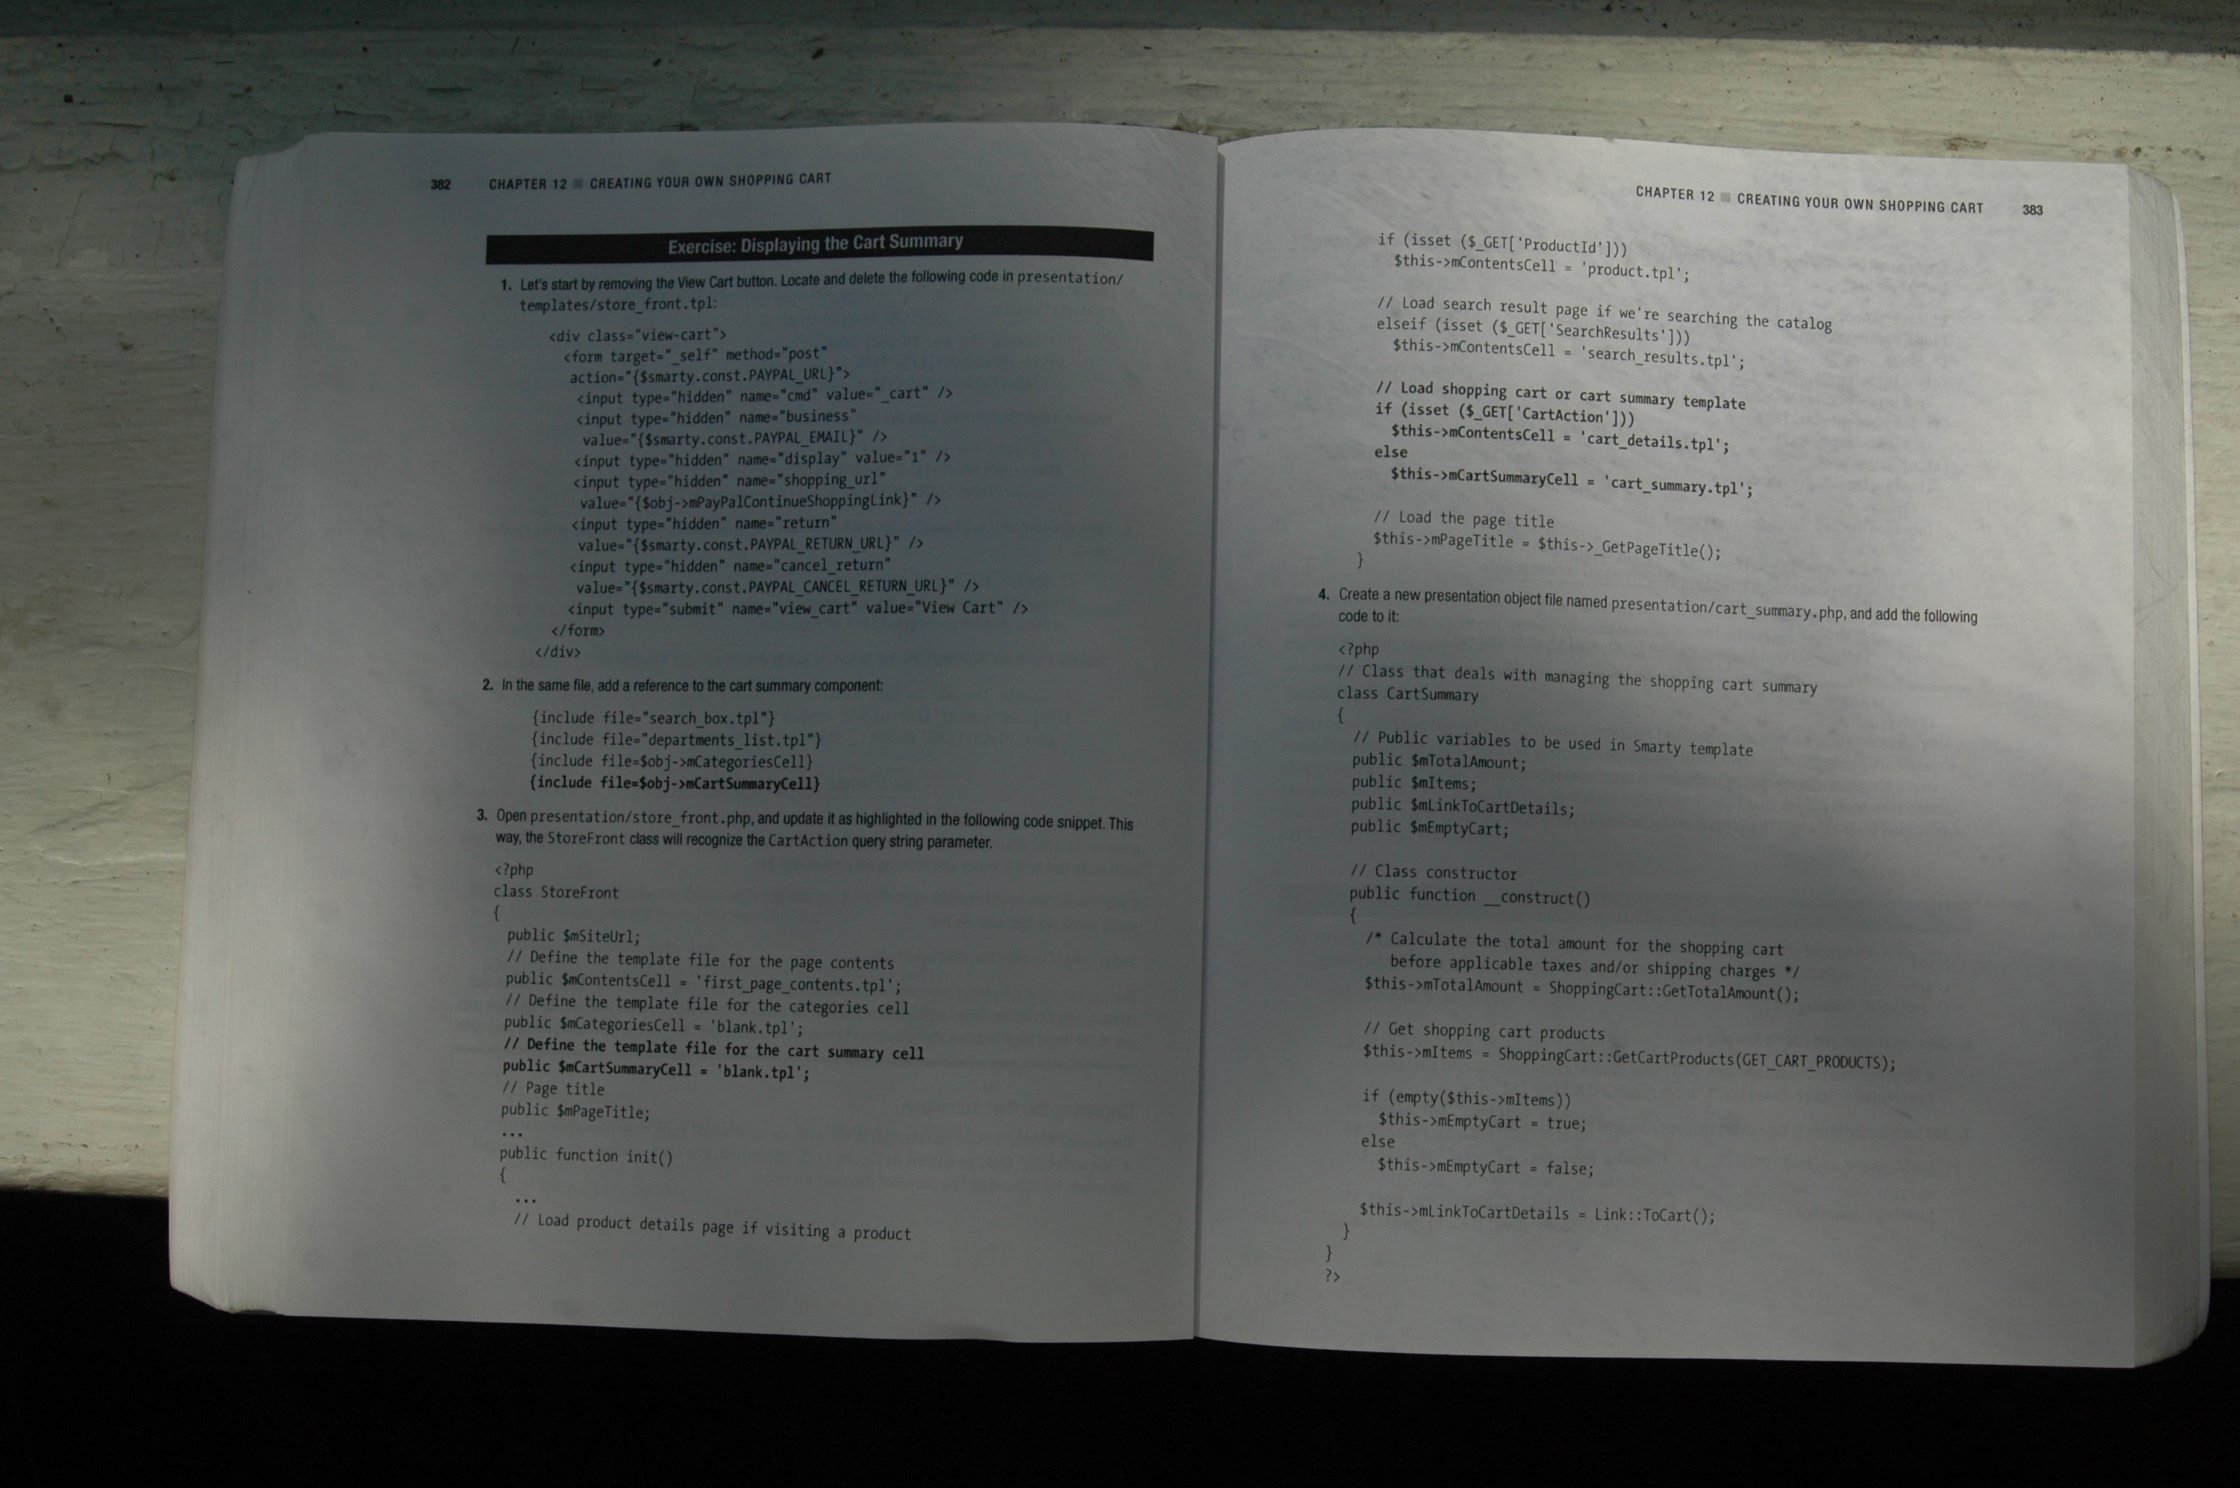 382 CHAPTER 12 ■ CREATING YOUR OWN SHOPPING CART
Exercise: Displaying the Cart Summary
1. Let's start by removing the View Cart button. Locate and delete the following code in presentation/
templates/store_front.tpl:
<div class="view-cart">
<form target="_self" method="post"
action="{$smarty.const.PAYPAL_URL}">
<input type="hidden" name="cmd" value="_cart" />
<input type="hidden" name="business"
value="{$smarty.const.PAYPAL_EMAIL}" />
<input type="hidden" name="display" value="1" />
<input type="hidden" name="shopping_url"
value="{$obj->mPayPalContinueShoppingLink}" />
<input type="hidden" name="return"
value="{$smarty.const.PAYPAL_RETURN_URL}" />
<input type="hidden" name="cancel_return"
value="{$smarty.const.PAYPAL_CANCEL_RETURN_URL}" />
<input type="submit" name="view_cart" value="View Cart" />
</form>
</div>
2. In the same file, add a reference to the cart summary component:
{include file="search_box.tpl"}
{include file="departments_list.tpl"}
{include file=$obj->mCategoriesCell}
{include file=$obj->mCartSummaryCell}
3. Open presentation/store_front.php, and update it as highlighted in the following code snippet. This
way, the StoreFront class will recognize the CartAction query string parameter.
<?php
class StoreFront
{
public $mSiteUrl;
// Define the template file for the page contents
public $mContentsCell = 'first_page_contents.tpl';
// Define the template file for the categories cell
public $mCategoriesCell = 'blank.tpl';
// Define the template file for the cart summary cell
public $mCartSummaryCell = 'blank.tpl';
// Page title
public $mPageTitle;
...
public function init()
{
...
// Load product details page if visiting a product
CHAPTER 12 ■ CREATING YOUR OWN SHOPPING CART 383
if (isset ($_GET['ProductId']))
$this->mContentsCell = 'product.tpl';
// Load search result page if we're searching the catalog
elseif (isset ($_GET['SearchResults']))
$this->mContentsCell = 'search_results.tpl';
// Load shopping cart or cart summary template
if (isset ($_GET['CartAction']))
$this->mContentsCell = 'cart_details.tpl';
else
$this->mCartSummaryCell = 'cart_summary.tpl';
// Load the page title
$this->mPageTitle = $this->_GetPageTitle();
}
4. Create a new presentation object file named presentation/cart_summary.php, and add the following
code to it:
<?php
// Class that deals with managing the shopping cart summary
class CartSummary
{
// Public variables to be used in Smarty template
public $mTotalAmount;
public $mItems;
public $mLinkToCartDetails;
public $mEmptyCart;
// Class constructor
public function __construct()
{
/* Calculate the total amount for the shopping cart
before applicable taxes and/or shipping charges */
$this->mTotalAmount = ShoppingCart::GetTotalAmount();
// Get shopping cart products
$this->mItems = ShoppingCart::GetCartProducts(GET_CART_PRODUCTS);
if (empty($this->mItems))
$this->mEmptyCart = true;
else
$this->mEmptyCart = false;
$this->mLinkToCartDetails = Link::ToCart();
}
}
?>